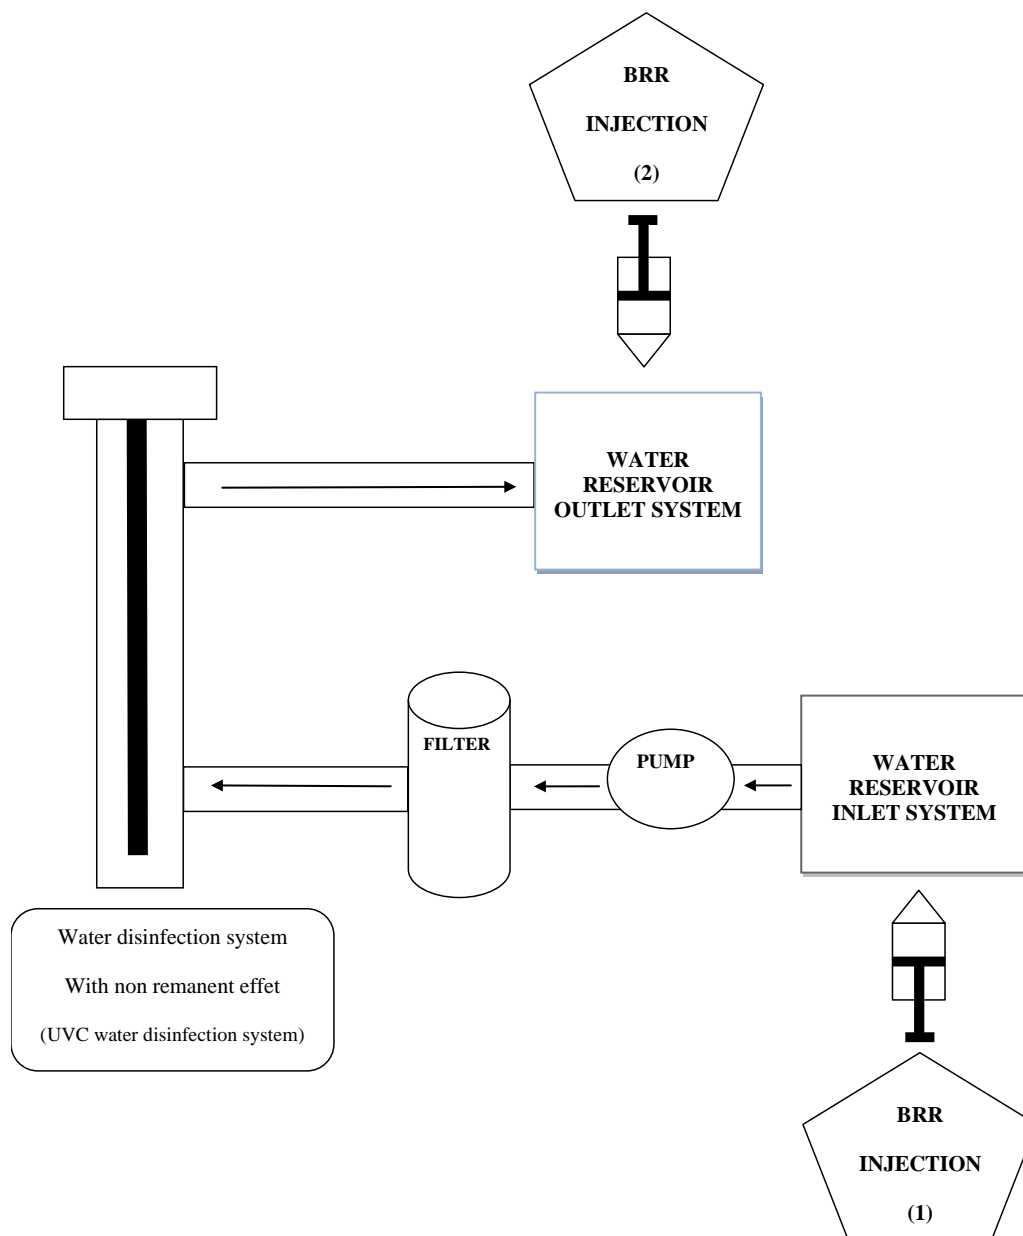 BRR
INJECTION
(2)
WATER
RESERVOIR
OUTLET SYSTEM
FILTER
PUMP
WATER
RESERVOIR
INLET SYSTEM
Water disinfection system
With non remanent effet
(UVC water disinfection system)
BRR
INJECTION
(1)